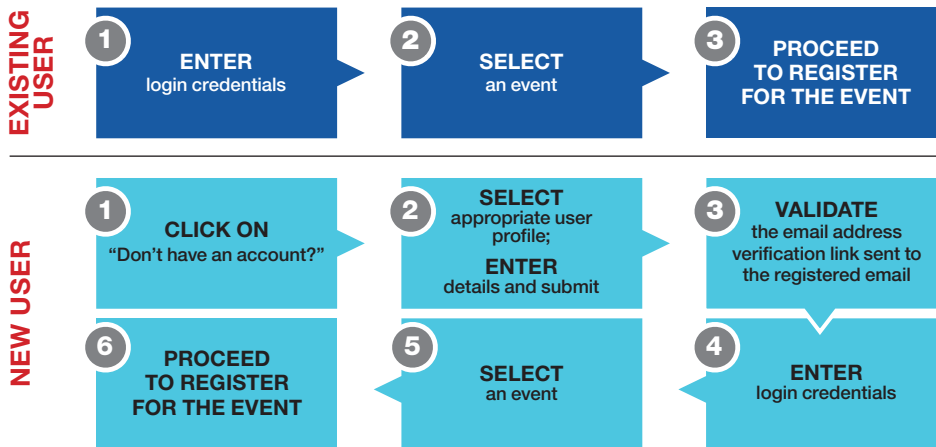 EXISTING
USER
1
ENTER
login credentials
2
SELECT
an event
3
PROCEED
TO REGISTER
FOR THE EVENT
NEW USER
1
CLICK ON
“Don’t have an account?”
2
SELECT
appropriate user
profile;
ENTER
details and submit
3
VALIDATE
the email address
verification link sent to
the registered email
4
ENTER
login credentials
5
SELECT
an event
6
PROCEED
TO REGISTER
FOR THE EVENT